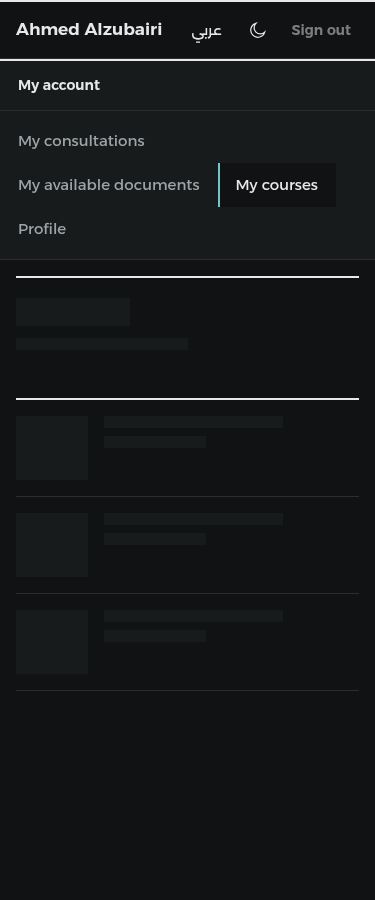 Ahmed Alzubairi عربي Sign out
My account
My consultations
My available documents My courses
Profile